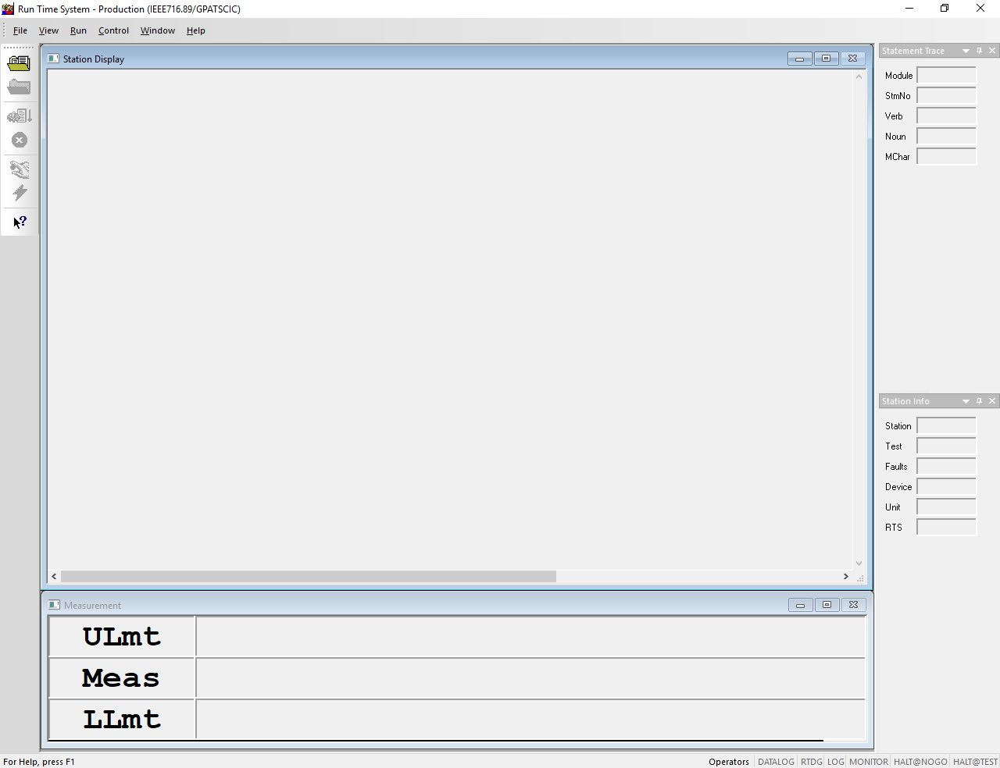 Run Time System - Production (IEEE716.89/GPATSCIC)
File View Run Control Window Help
Station Display
Statement Trace
Module
StmNo
Verb
Noun
MChar
Station Info
Station
Test
Faults
Device
Unit
RTS
Measurement
ULmt
Meas
LLmt
For Help, press F1
Operators DATALOG RTDG LOG MONITOR HALT@NOGO HALT@TEST